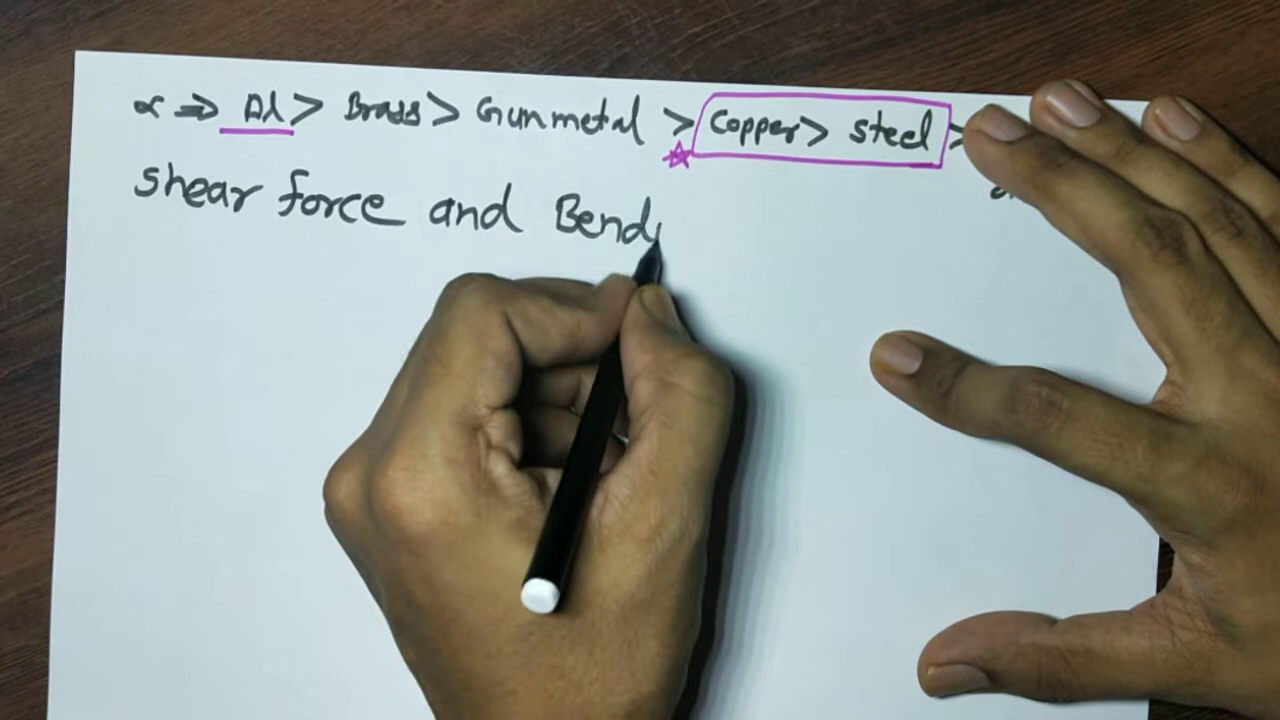 α ⇒ Al > Brass > Gunmetal > Copper > steel >
shear force and Bend